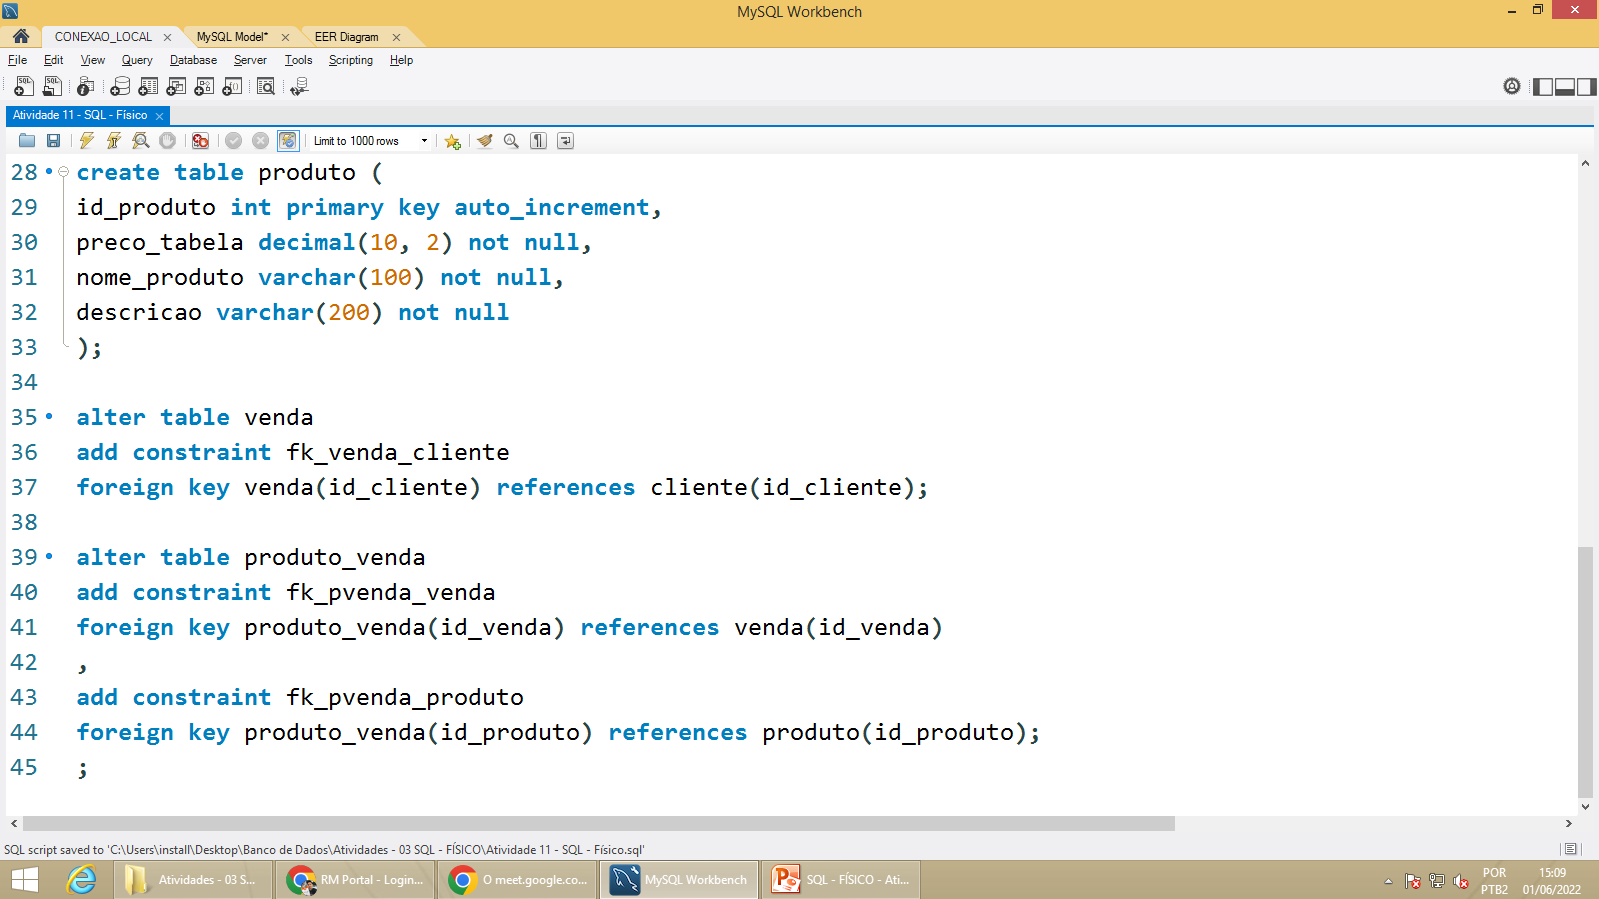 MySQL Workbench
CONEXAO_LOCAL
MySQL Model*
EER Diagram
File Edit View Query Database Server Tools Scripting Help
Atividade 11 - SQL - Físico
Limit to 1000 rows
28 create table produto (
29 id_produto int primary key auto_increment,
30 preco_tabela decimal(10, 2) not null,
31 nome_produto varchar(100) not null,
32 descricao varchar(200) not null
33 );
34
35 alter table venda
36 add constraint fk_venda_cliente
37 foreign key venda(id_cliente) references cliente(id_cliente);
38
39 alter table produto_venda
40 add constraint fk_pvenda_venda
41 foreign key produto_venda(id_venda) references venda(id_venda)
42 ,
43 add constraint fk_pvenda_produto
44 foreign key produto_venda(id_produto) references produto(id_produto);
45 ;
SQL script saved to 'C:\Users\install\Desktop\Banco de Dados\Atividades - 03 SQL - FÍSICO\Atividade 11 - SQL - Físico.sql'
Atividades - 03 S...
RM Portal - Login...
O meet.google.co...
MySQL Workbench
SQL - FÍSICO - Ati...
POR
PTB2
15:09
01/06/2022